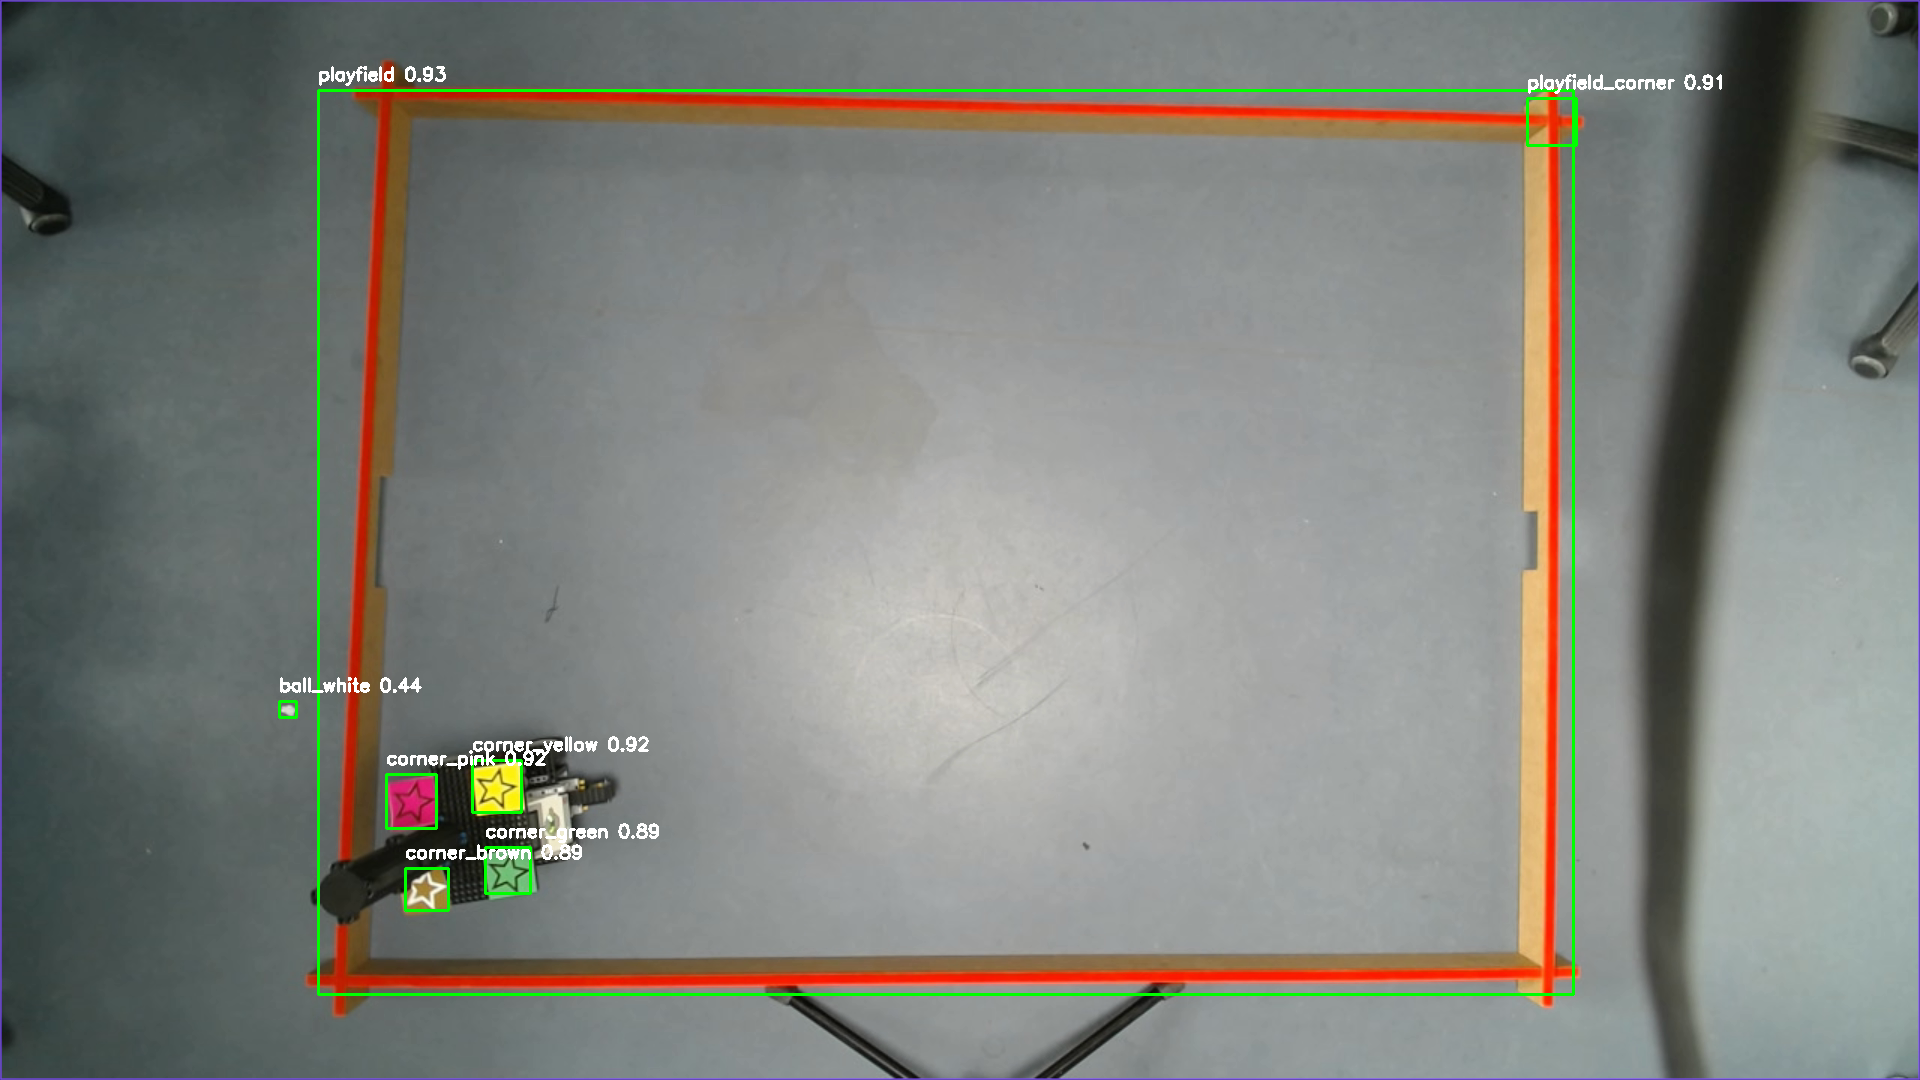 playfield 0.93
playfield_corner 0.91
ball_white 0.44
corner_yellow 0.92
corner_pink 0.92
corner_green 0.89
corner_brown 0.89